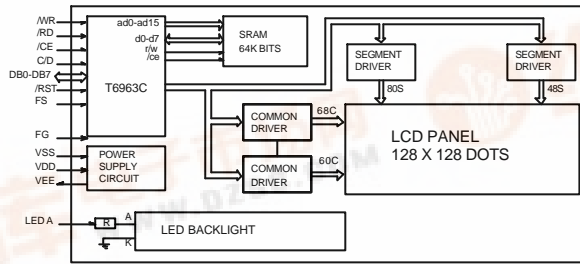 /WR
/RD
/CE
C/D
DB0-DB7
/RST
FS
FG
VSS
VDD
VEE
LED A
ad0-ad15
d0-d7
r/w
/ce
T6963C
SRAM
64K BITS
SEGMENT
DRIVER
80S
SEGMENT
DRIVER
48S
COMMON
DRIVER
68C
COMMON
DRIVER
60C
LCD PANEL
128 X 128 DOTS
POWER
SUPPLY
CIRCUIT
R
A
K
LED BACKLIGHT